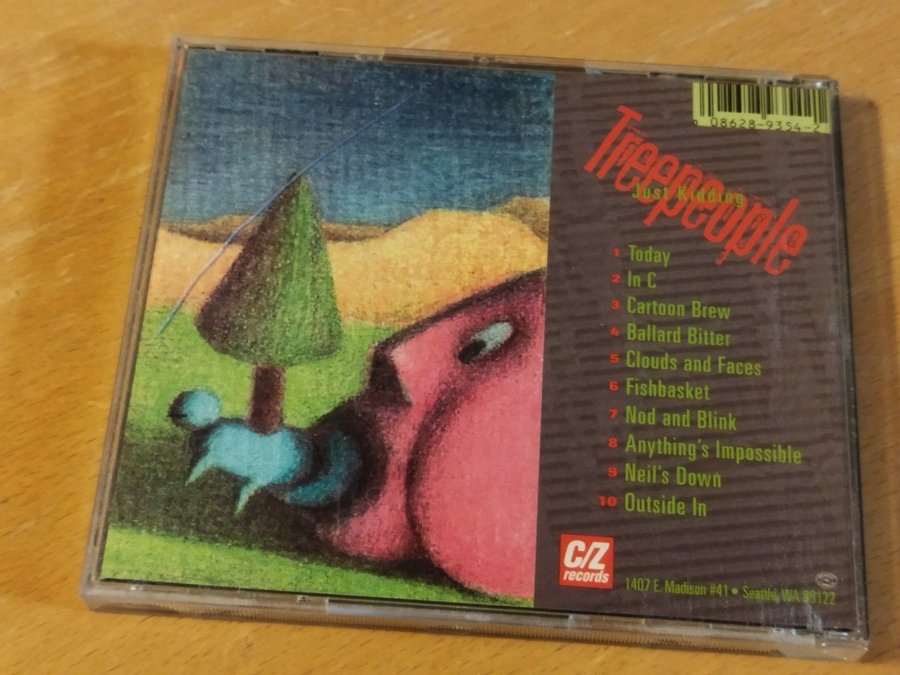 08628-9354-2
Treepeople
Just Kidding
1 Today
2 In C
3 Cartoon Brew
4 Ballard Bitter
5 Clouds and Faces
6 Fishbasket
7 Nod and Blink
8 Anything's Impossible
9 Neil's Down
10 Outside In
C/Z
records
1407 E. Madison #41 • Seattle, WA 98122